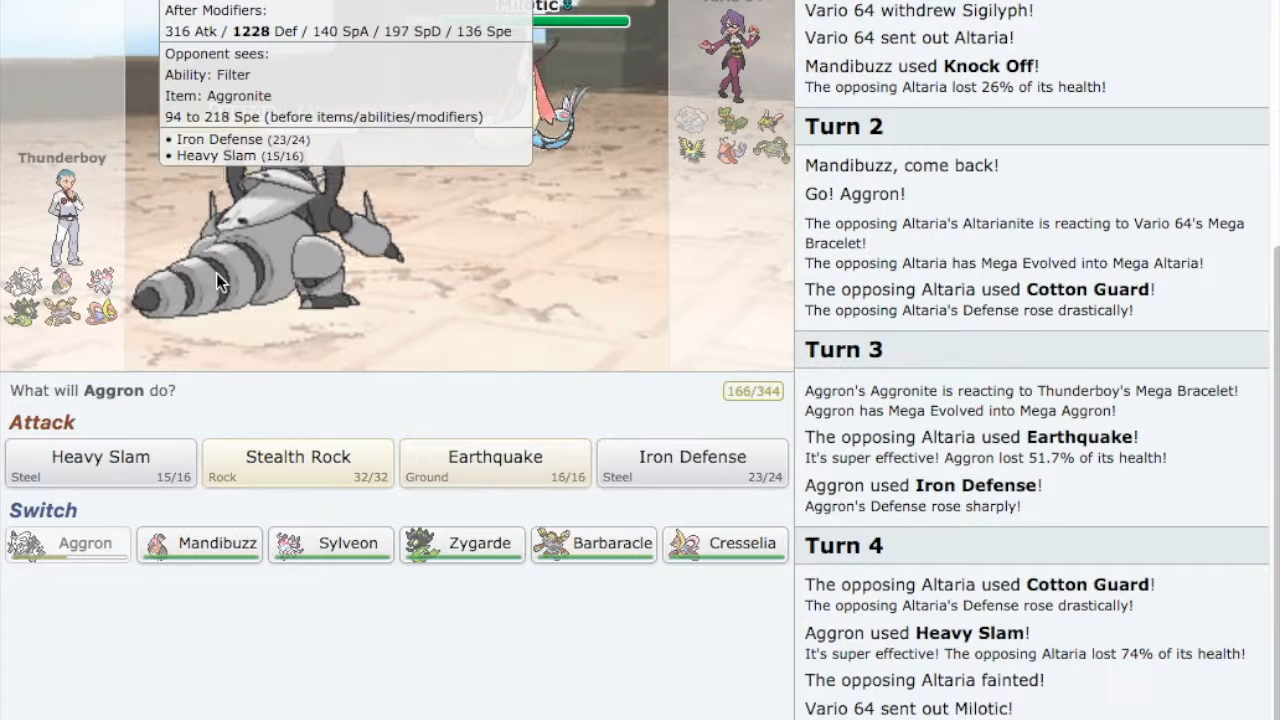 After Modifiers:
316 Atk / 1228 Def / 140 SpA / 197 SpD / 136 Spe
Opponent sees:
Ability: Filter
Item: Aggronite
94 to 218 Spe (before items/abilities/modifiers)
• Iron Defense (23/24)
• Heavy Slam (15/16)
Milotic
Thunderboy
What will Aggron do?
166/344
Attack
Heavy Slam
Steel 15/16
Stealth Rock
Rock 32/32
Earthquake
Ground 16/16
Iron Defense
Steel 23/24
Switch
Aggron
Mandibuzz
Sylveon
Zygarde
Barbaracle
Cresselia
Vario 64 withdrew Sigilyph!
Vario 64 sent out Altaria!
Mandibuzz used Knock Off!
The opposing Altaria lost 26% of its health!
Turn 2
Mandibuzz, come back!
Go! Aggron!
The opposing Altaria's Altarianite is reacting to Vario 64's Mega
Bracelet!
The opposing Altaria has Mega Evolved into Mega Altaria!
The opposing Altaria used Cotton Guard!
The opposing Altaria's Defense rose drastically!
Turn 3
Aggron's Aggronite is reacting to Thunderboy's Mega Bracelet!
Aggron has Mega Evolved into Mega Aggron!
The opposing Altaria used Earthquake!
It's super effective! Aggron lost 51.7% of its health!
Aggron used Iron Defense!
Aggron's Defense rose sharply!
Turn 4
The opposing Altaria used Cotton Guard!
The opposing Altaria's Defense rose drastically!
Aggron used Heavy Slam!
It's super effective! The opposing Altaria lost 74% of its health!
The opposing Altaria fainted!
Vario 64 sent out Milotic!